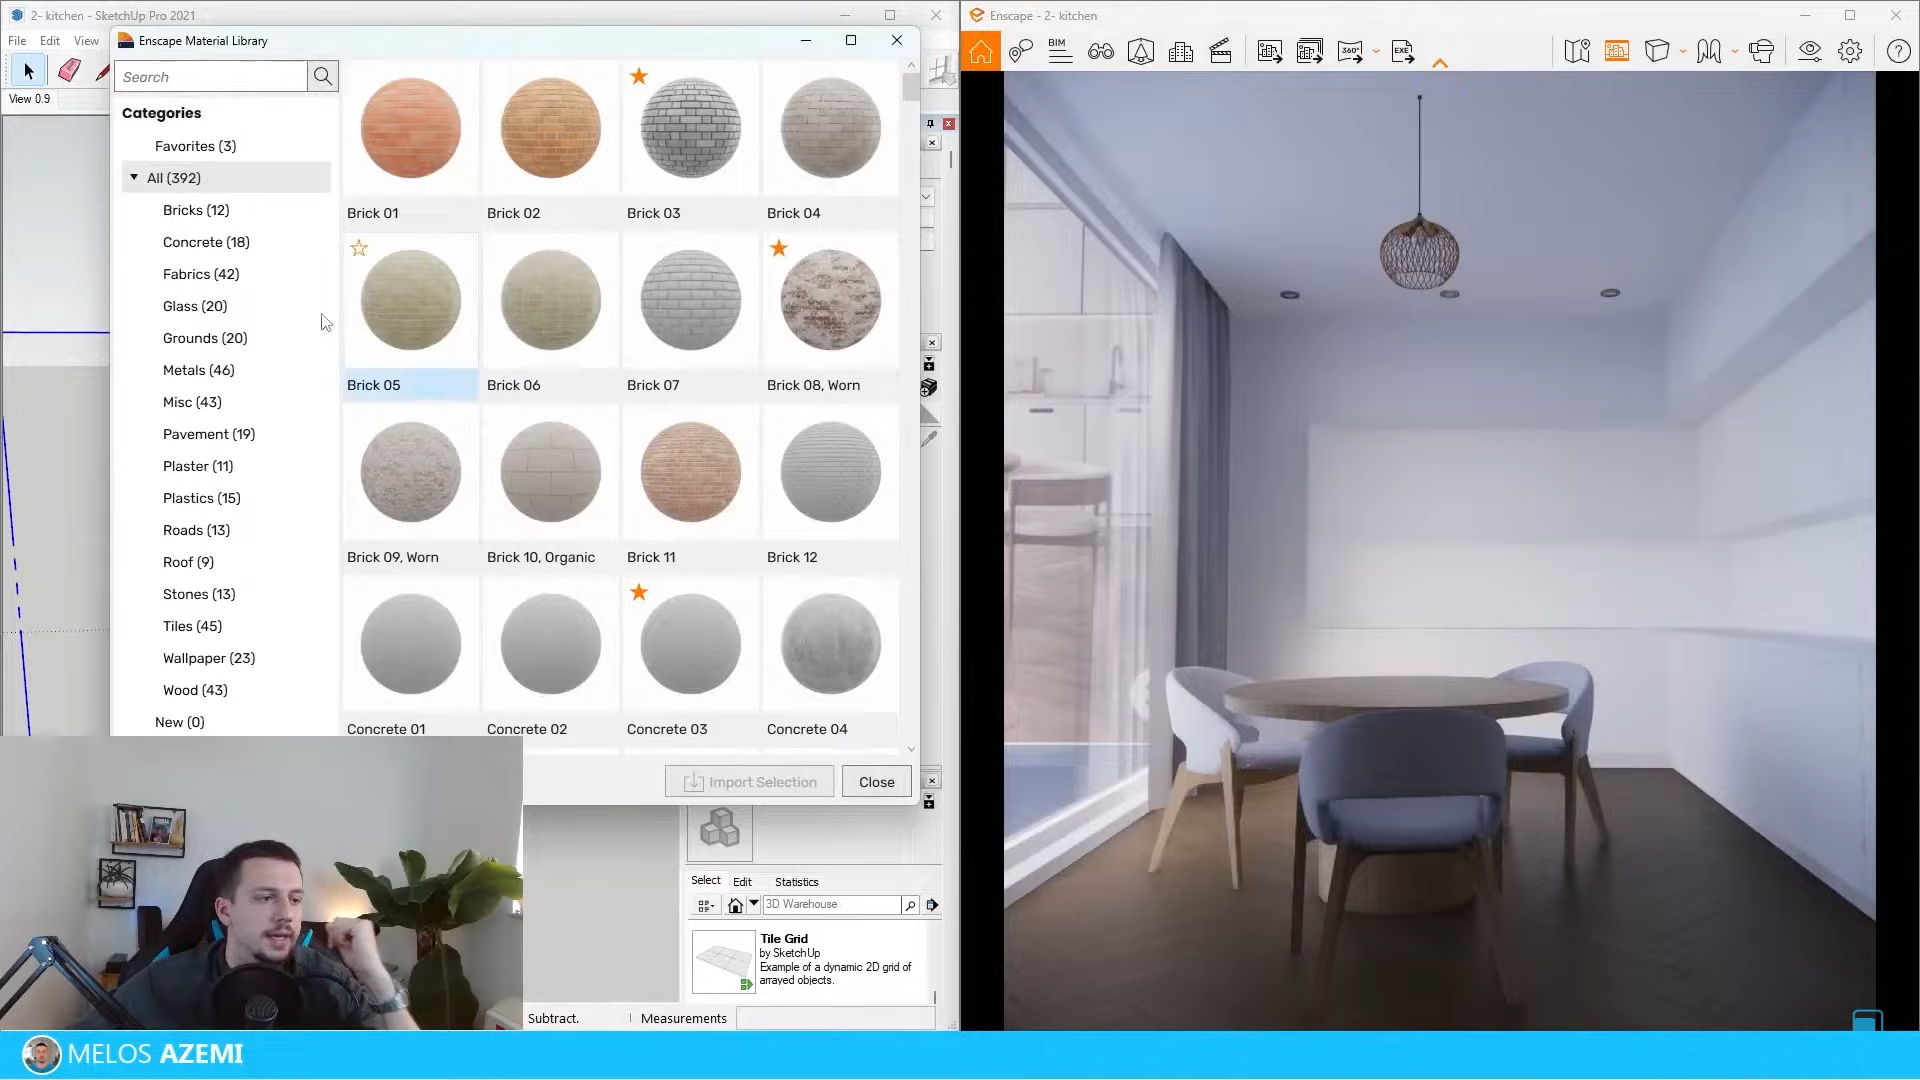 2- kitchen - SketchUp Pro 2021
File Edit View
View 0.9
Enscape Material Library
Search
Categories
Favorites (3)
All (392)
Bricks (12)
Concrete (18)
Fabrics (42)
Glass (20)
Grounds (20)
Metals (46)
Misc (43)
Pavement (19)
Plaster (11)
Plastics (15)
Roads (13)
Roof (9)
Stones (13)
Tiles (45)
Wallpaper (23)
Wood (43)
New (0)
Brick 01 Brick 02 Brick 03 Brick 04
Brick 05 Brick 06 Brick 07 Brick 08, Worn
Brick 09, Worn Brick 10, Organic Brick 11 Brick 12
Concrete 01 Concrete 02 Concrete 03 Concrete 04
Import Selection Close
Select Edit Statistics
3D Warehouse
Tile Grid
by SketchUp
Example of a dynamic 2D grid of
arrayed objects.
Subtract. Measurements
Enscape - 2- kitchen
BIM
360°
EXE
MELOS AZEMI